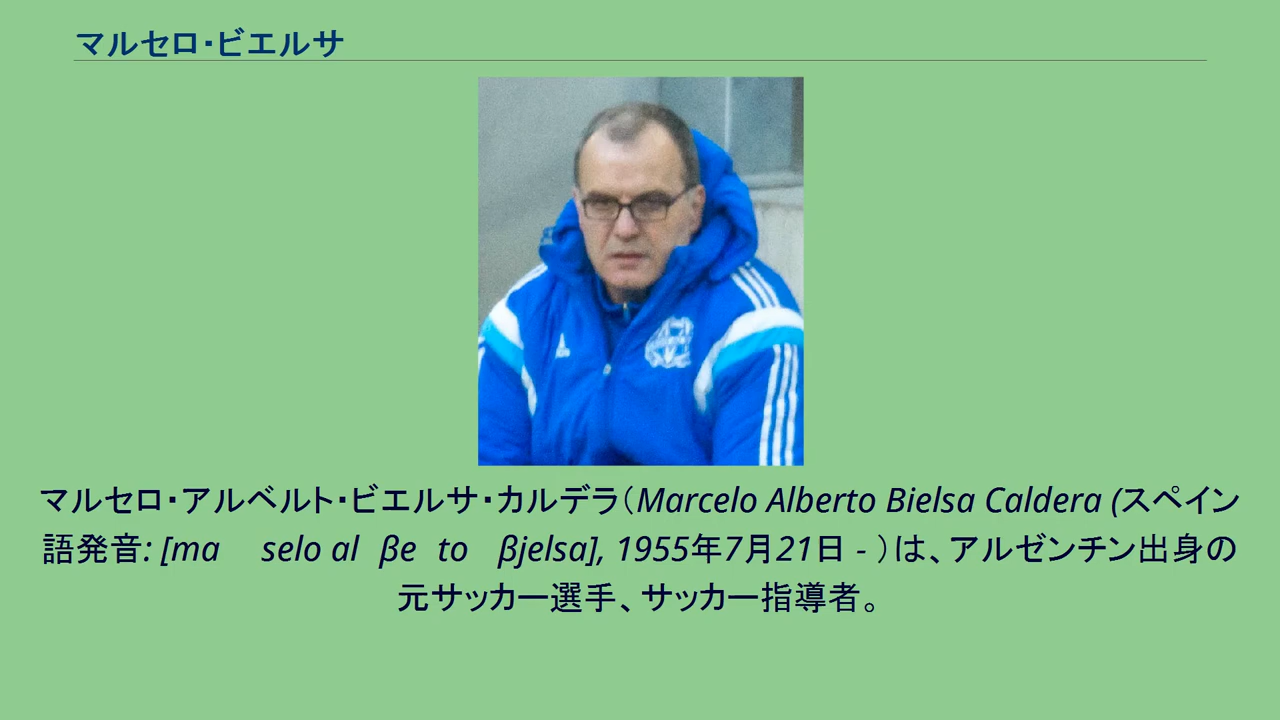 マルセロ・ビエルサ
マルセロ・アルベルト・ビエルサ・カルデラ（Marcelo Alberto Bielsa Caldera (スペイン
語発音: [ma selo al βe to βjelsa], 1955年7月21日 - ）は、アルゼンチン出身の
元サッカー選手、サッカー指導者。